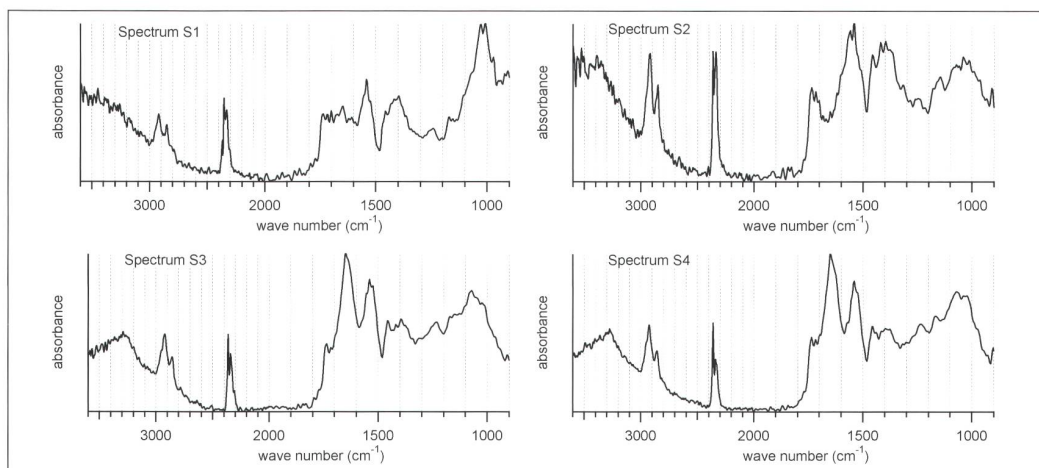 Spectrum S1
absorbance
3000 2000 1500 1000
wave number (cm-1)
Spectrum S2
absorbance
3000 2000 1500 1000
wave number (cm-1)
Spectrum S3
absorbance
3000 2000 1500 1000
wave number (cm-1)
Spectrum S4
absorbance
3000 2000 1500 1000
wave number (cm-1)